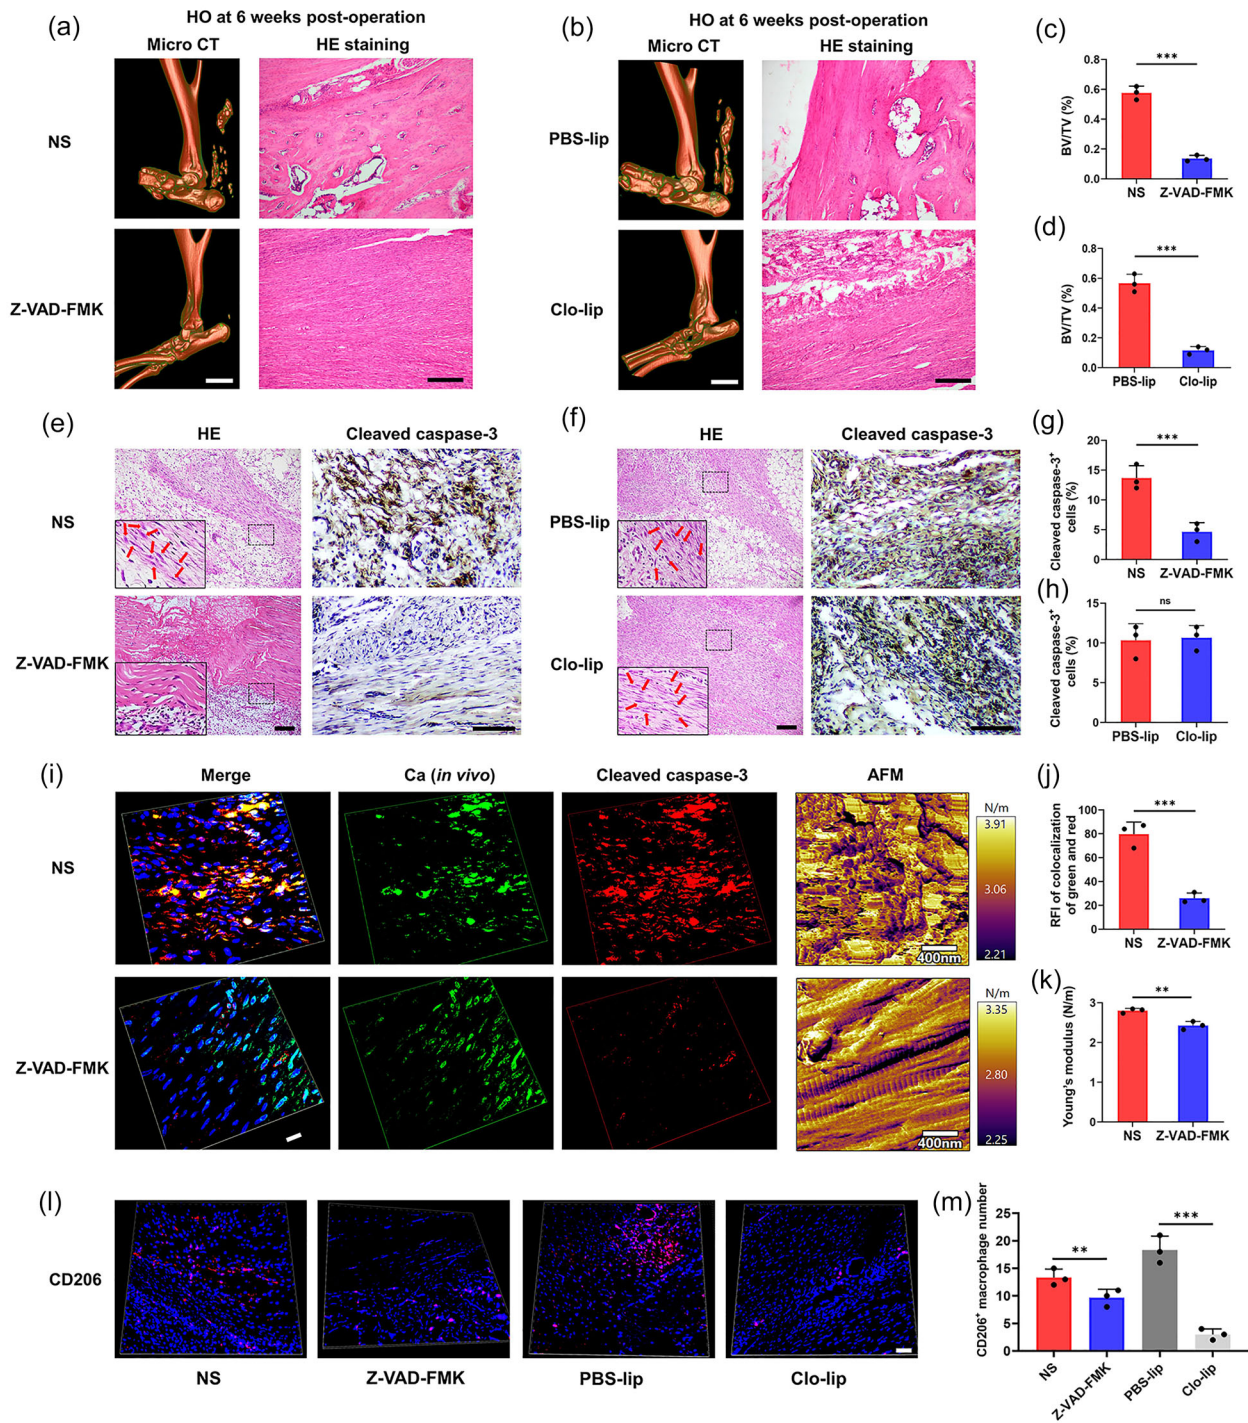 (a)
HO at 6 weeks post-operation
Micro CT
HE staining
NS
Z-VAD-FMK
(b)
HO at 6 weeks post-operation
Micro CT
HE staining
PBS-lip
Clo-lip
(c)
BV/TV (%)
0.8
0.6
0.4
0.2
0.0
***
NS
Z-VAD-FMK
(d)
BV/TV (%)
0.8
0.6
0.4
0.2
0.0
***
PBS-lip
Clo-lip
(e)
HE
Cleaved caspase-3
NS
Z-VAD-FMK
(f)
HE
Cleaved caspase-3
PBS-lip
Clo-lip
(g)
Cleaved caspase-3+
cells (%)
20
15
10
5
0
***
NS
Z-VAD-FMK
(h)
Cleaved caspase-3+
cells (%)
15
10
5
0
ns
PBS-lip
Clo-lip
(i)
Merge
Ca (in vivo)
Cleaved caspase-3
AFM
NS
N/m
3.91
3.06
2.21
400nm
Z-VAD-FMK
N/m
3.35
2.80
2.25
400nm
(j)
RFI of colocalization
of green and red
100
80
60
40
20
0
***
NS
Z-VAD-FMK
(k)
Young's modulus (N/m)
3
2
1
0
**
NS
Z-VAD-FMK
(l)
CD206
NS
Z-VAD-FMK
PBS-lip
Clo-lip
(m)
CD206+ macrophage number
25
20
15
10
5
0
**
***
NS
Z-VAD-FMK
PBS-lip
Clo-lip